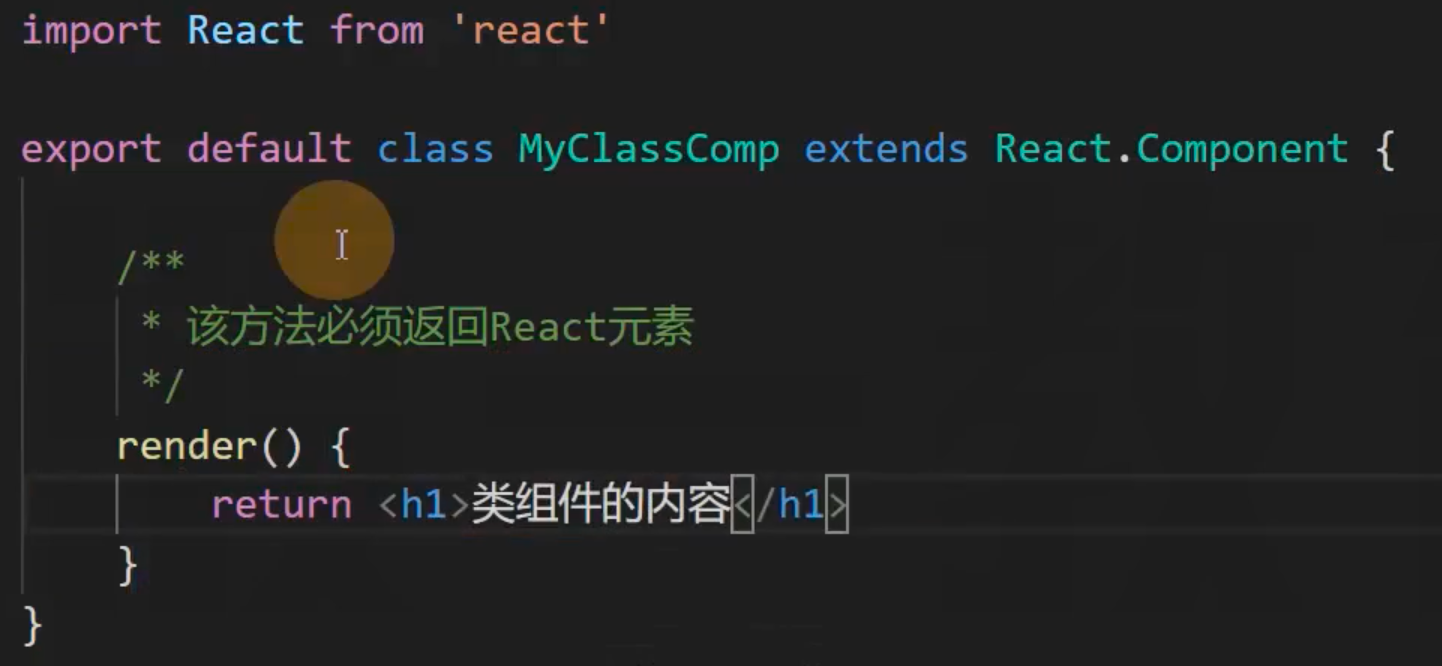 import React from 'react'
export default class MyClassComp extends React.Component {
/**
* 该方法必须返回React元素
*/
render() {
return <h1>类组件的内容</h1>
}
}